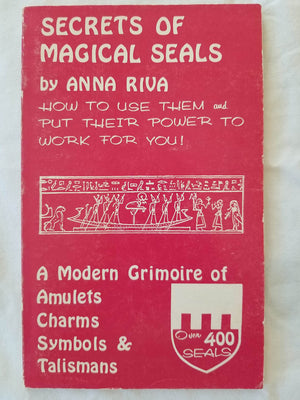 SECRETS OF
MAGICAL SEALS
by ANNA RIVA
HOW TO USE THEM and
PUT THEIR POWER TO
WORK FOR YOU!
A Modern Grimoire of
Amulets
Charms
Symbols &
Talismans
Over 400
SEALS